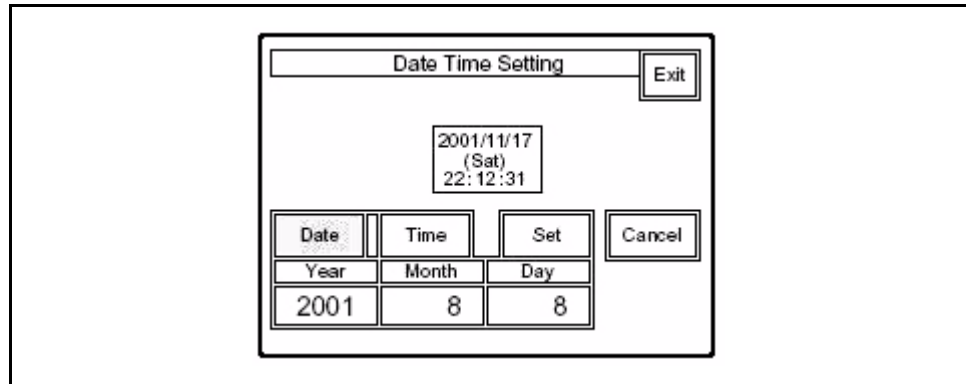 Date Time Setting
Exit
2001/11/17
(Sat)
22:12:31
Date Time Set Cancel
Year Month Day
2001 8 8